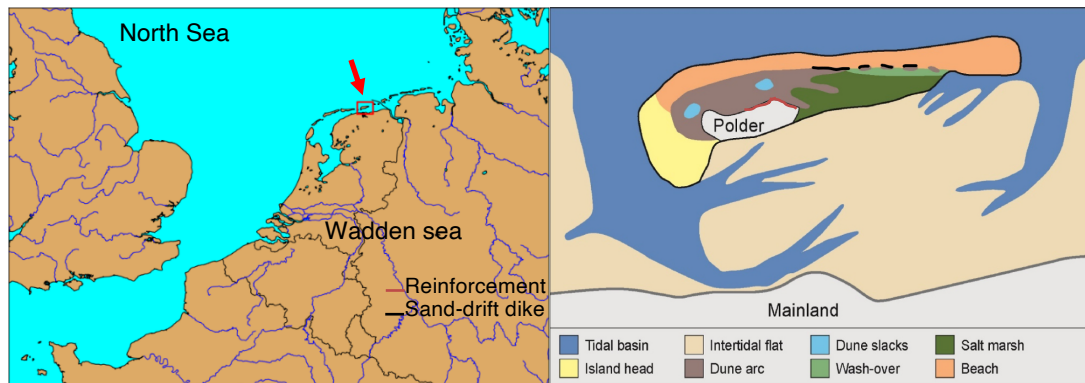 North Sea
Wadden sea
Reinforcement
Sand-drift dike
Polder
Mainland
Tidal basin
Intertidal flat
Dune slacks
Salt marsh
Island head
Dune arc
Wash-over
Beach